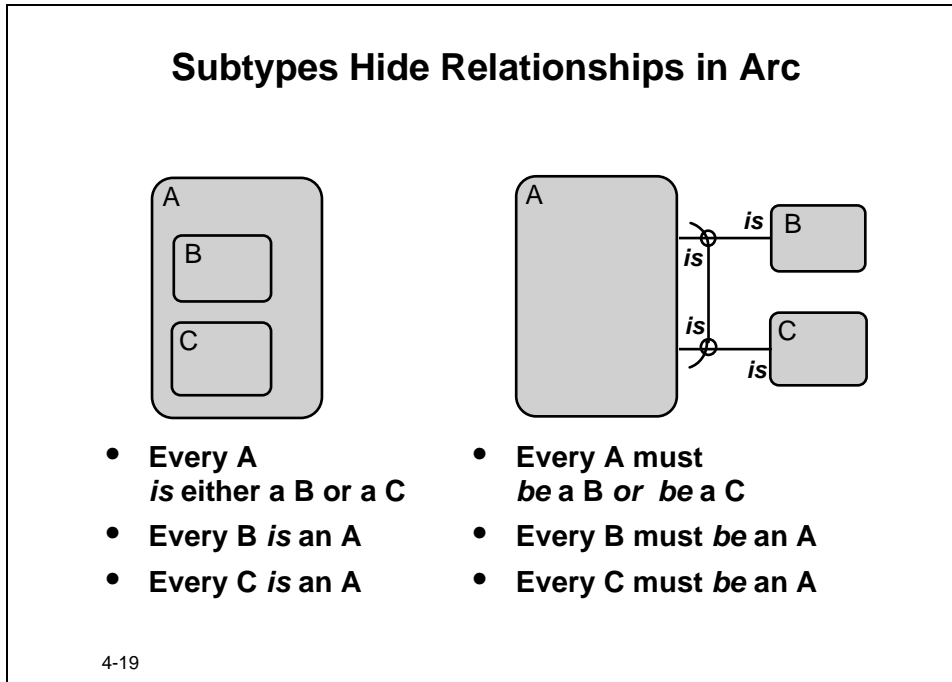 Subtypes Hide Relationships in Arc
A
B
C
A
is B
is
is
C
is
• Every A
is either a B or a C
• Every B is an A
• Every C is an A
• Every A must
be a B or be a C
• Every B must be an A
• Every C must be an A
4-19